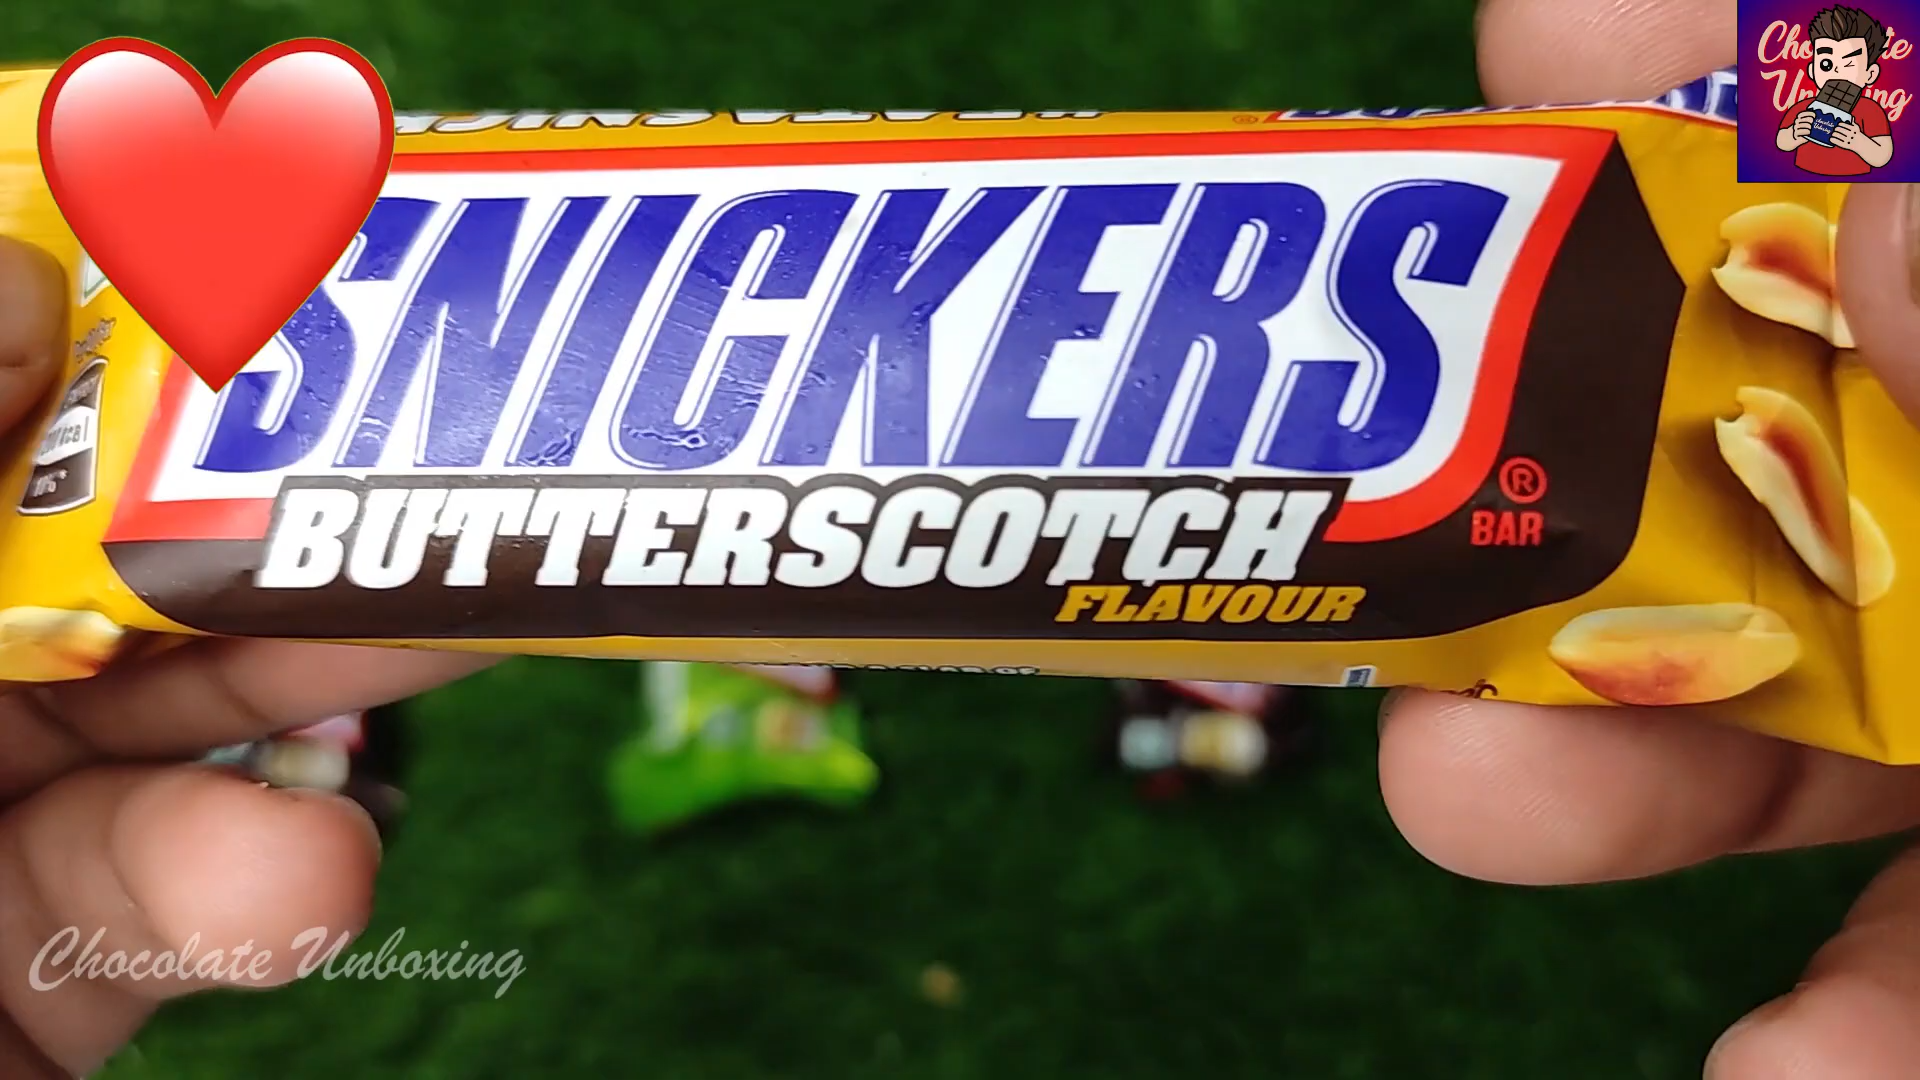 SNICKERS
BUTTERSCOTCH
FLAVOUR
®
BAR
Chocolate Unboxing